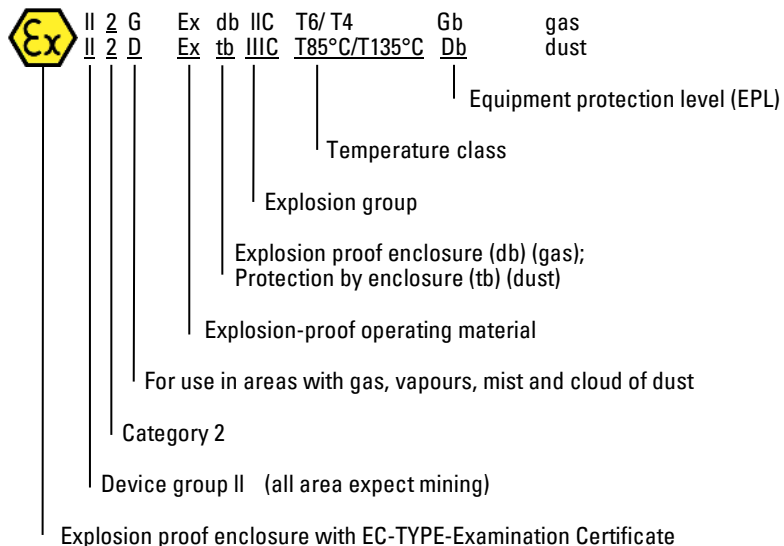 Ex II 2 G Ex db IIC T6/ T4 Gb gas
II 2 D Ex tb IIIC T85°C/T135°C Db dust
Equipment protection level (EPL)
Temperature class
Explosion group
Explosion proof enclosure (db) (gas);
Protection by enclosure (tb) (dust)
Explosion-proof operating material
For use in areas with gas, vapours, mist and cloud of dust
Category 2
Device group II (all area expect mining)
Explosion proof enclosure with EC-TYPE-Examination Certificate